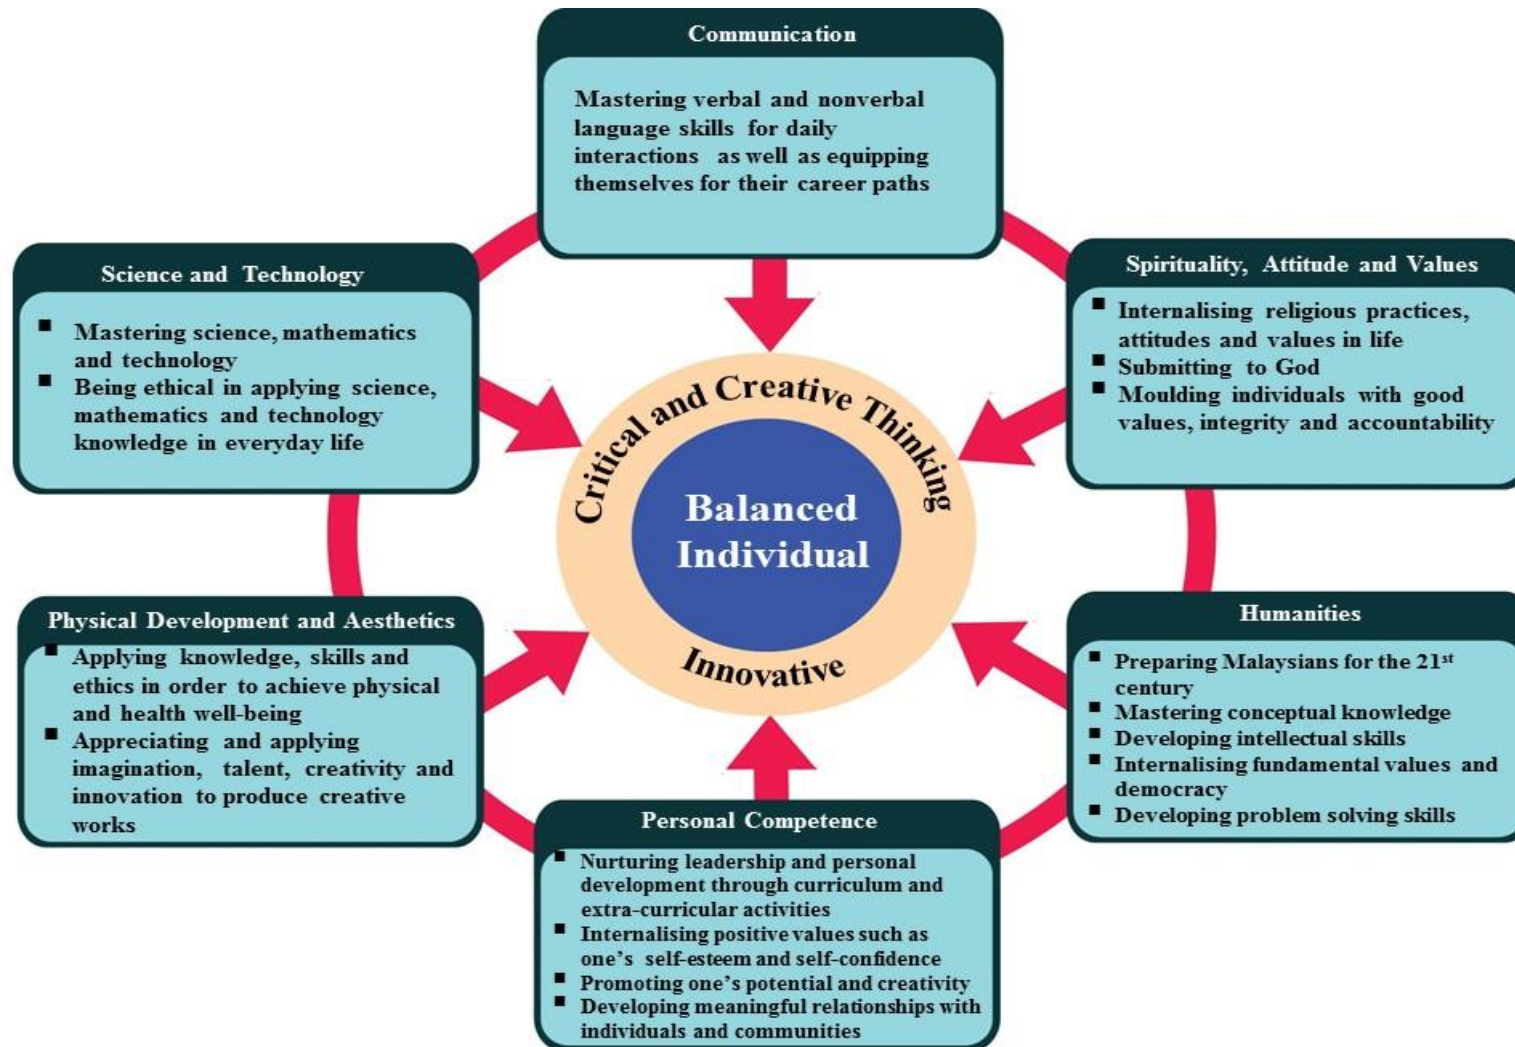 Communication
Mastering verbal and nonverbal
language skills for daily
interactions as well as equipping
themselves for their career paths
Science and Technology
▪ Mastering science, mathematics
and technology
▪ Being ethical in applying science,
mathematics and technology
knowledge in everyday life
Spirituality, Attitude and Values
▪ Internalising religious practices,
attitudes and values in life
▪ Submitting to God
▪ Moulding individuals with good
values, integrity and accountability
Critical and Creative Thinking
Balanced
Individual
Innovative
Physical Development and Aesthetics
▪ Applying knowledge, skills and
ethics in order to achieve physical
and health well-being
▪ Appreciating and applying
imagination, talent, creativity and
innovation to produce creative
works
Humanities
▪ Preparing Malaysians for the 21st
century
▪ Mastering conceptual knowledge
▪ Developing intellectual skills
▪ Internalising fundamental values and
democracy
▪ Developing problem solving skills
Personal Competence
▪ Nurturing leadership and personal
development through curriculum and
extra-curricular activities
▪ Internalising positive values such as
one’s self-esteem and self-confidence
▪ Promoting one’s potential and creativity
▪ Developing meaningful relationships with
individuals and communities